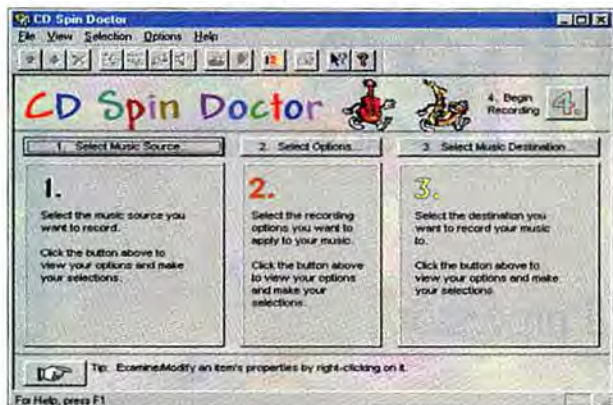 CD Spin Doctor
File View Selection Options Help
CD Spin Doctor
4. Begin
Recording
4.
1. Select Music Source...
2. Select Options...
3. Select Music Destination...
1.
Select the music source you
want to record.
Click the button above to
view your options and make
your selections.
2.
Select the recording
options you want to
apply to your music.
Click the button above
to view your options
and make your
selections.
3.
Select the destination you
want to record your music
to.
Click the button above to
view your options and make
your selections.
Tip: Examine/Modify an item's properties by right-clicking on it.
For Help, press F1